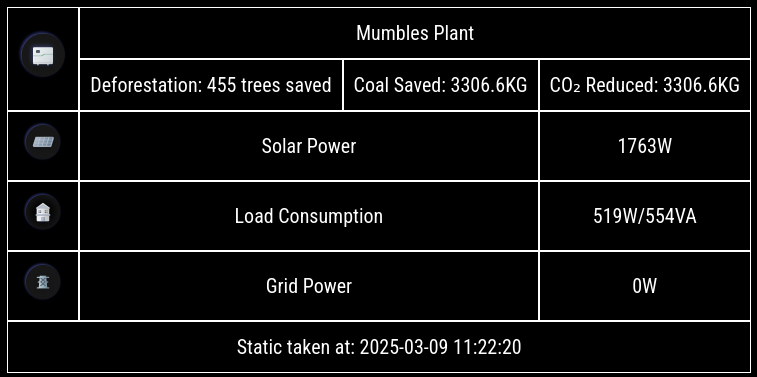 Mumbles Plant
Deforestation: 455 trees saved Coal Saved: 3306.6KG CO₂ Reduced: 3306.6KG
Solar Power 1763W
Load Consumption 519W/554VA
Grid Power 0W
Static taken at: 2025-03-09 11:22:20